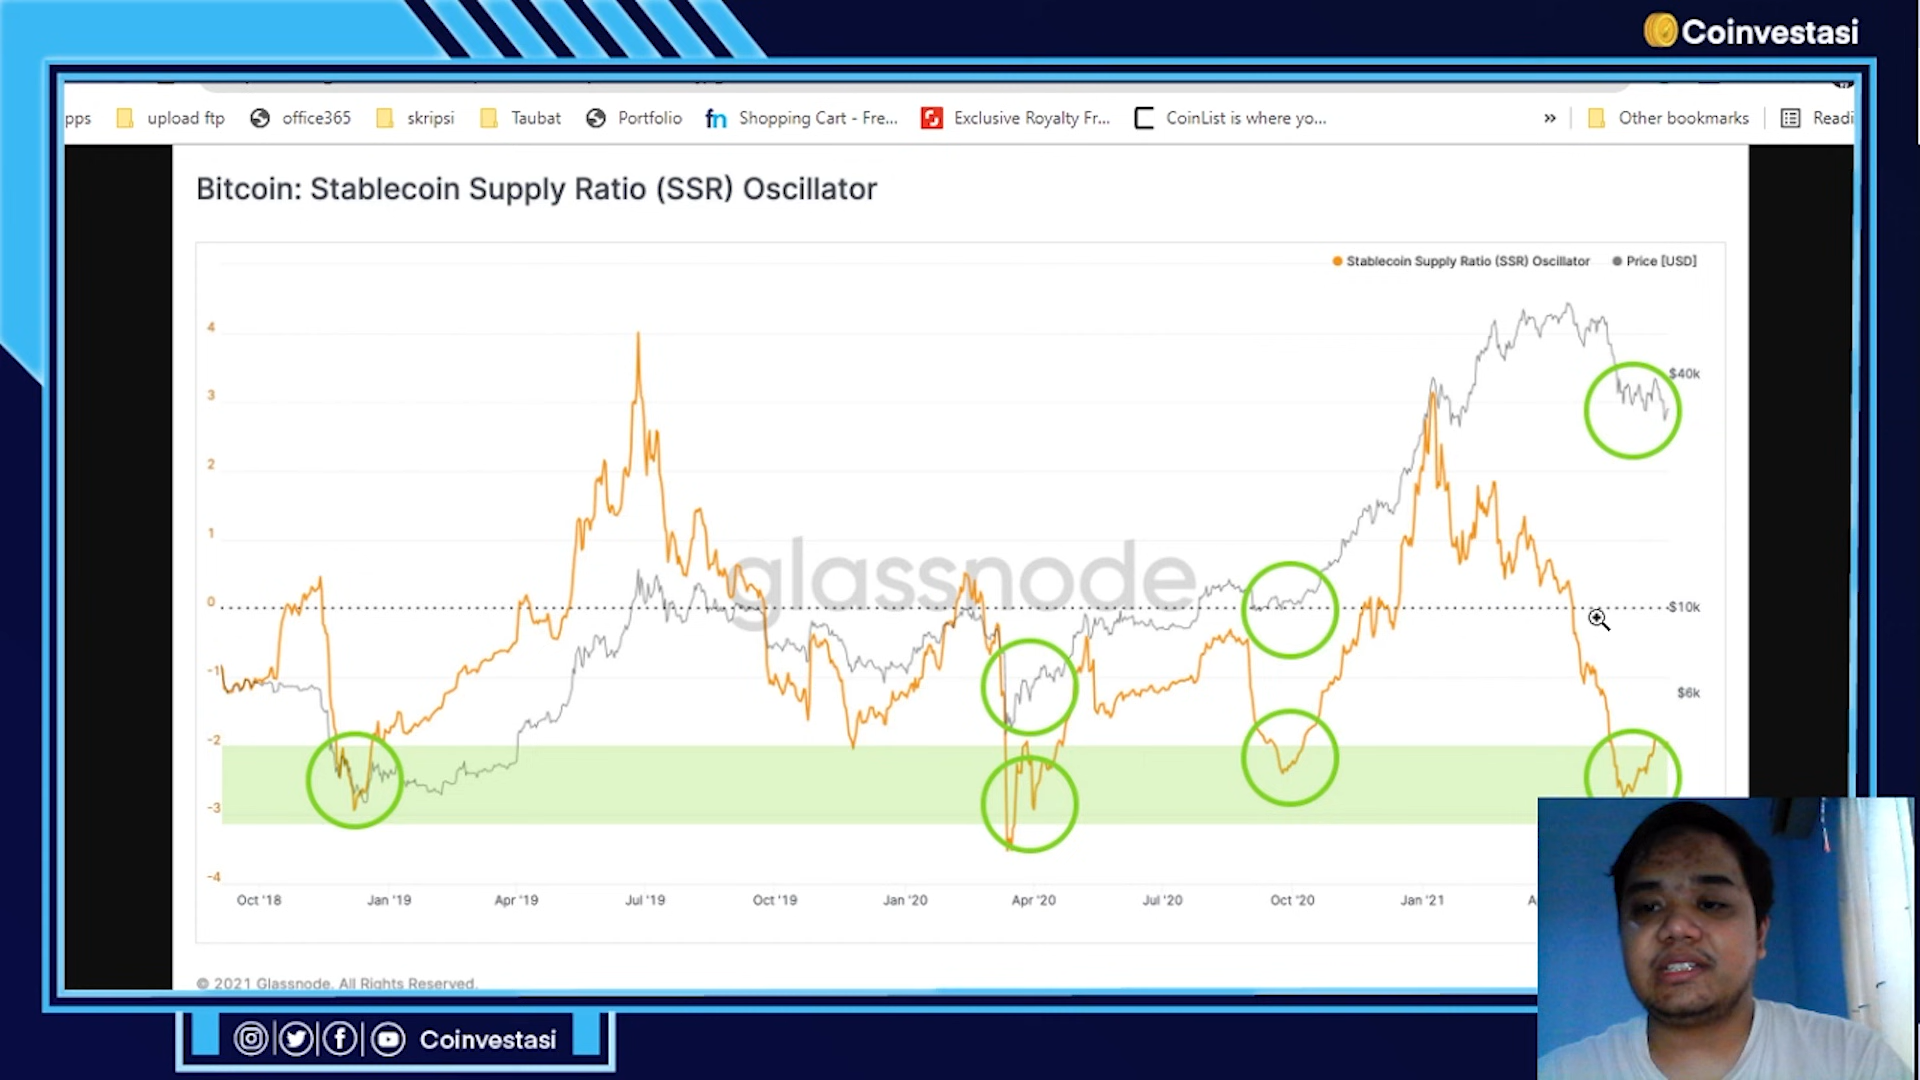 Coinvestasi
pps upload ftp office365 skripsi Taubat Portfolio fn Shopping Cart - Fre... Exclusive Royalty Fr... CoinList is where yo... » Other bookmarks Readi
Bitcoin: Stablecoin Supply Ratio (SSR) Oscillator
Stablecoin Supply Ratio (SSR) Oscillator Price [USD]
4
$40k
3
2
1
glassnode
0
$10k
-1
$6k
-2
-3
-4
Oct '18 Jan '19 Apr '19 Jul '19 Oct '19 Jan '20 Apr '20 Jul '20 Oct '20 Jan '21 A
© 2021 Glassnode. All Rights Reserved.
Coinvestasi